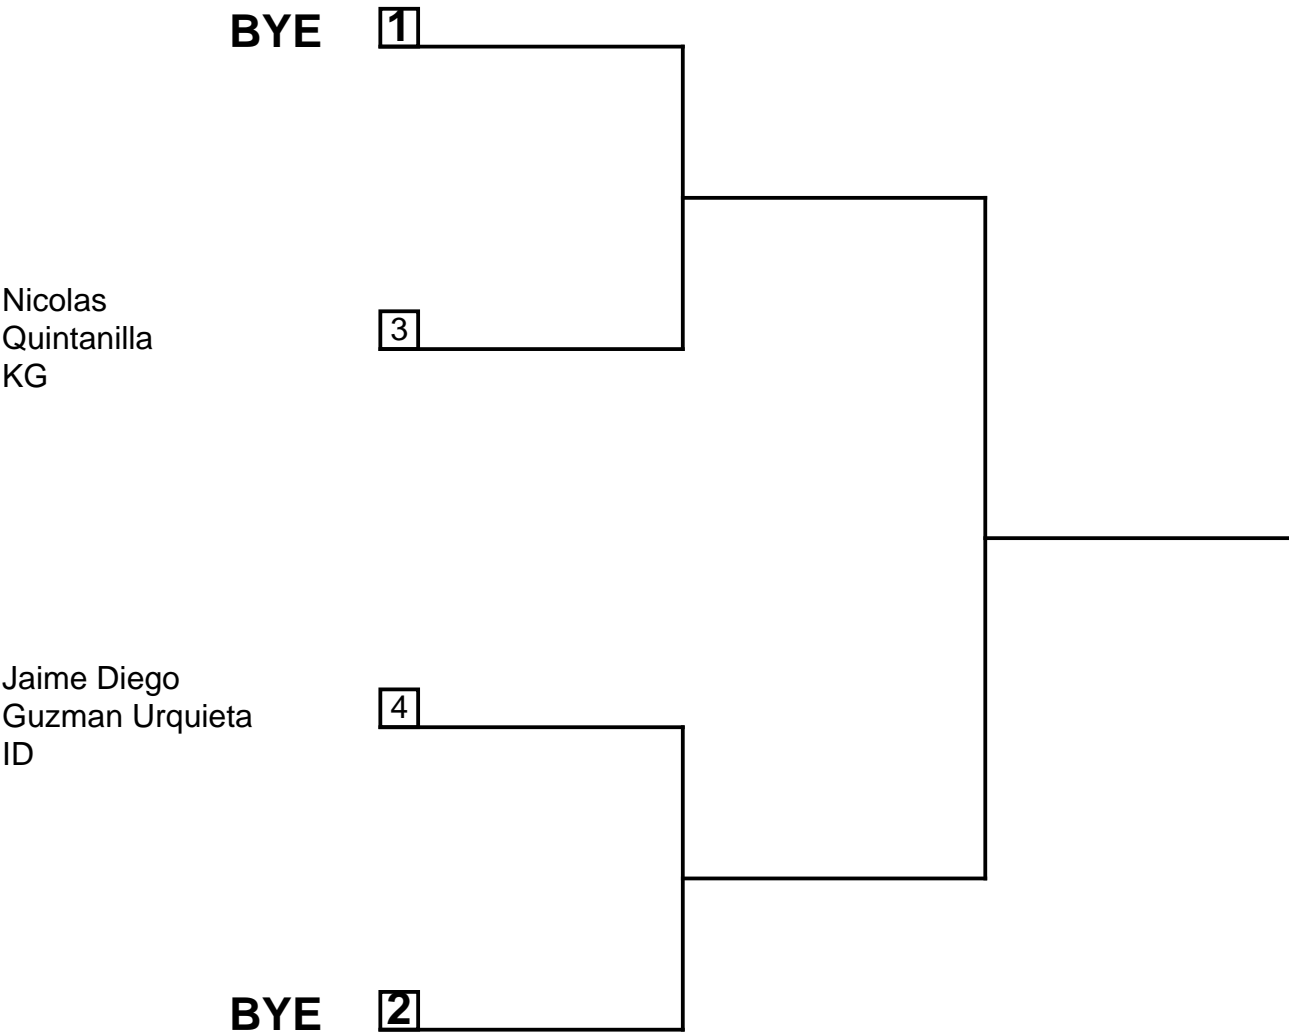 BYE 1
Nicolas
Quintanilla 3
KG
Jaime Diego
Guzman Urquieta 4
ID
BYE 2